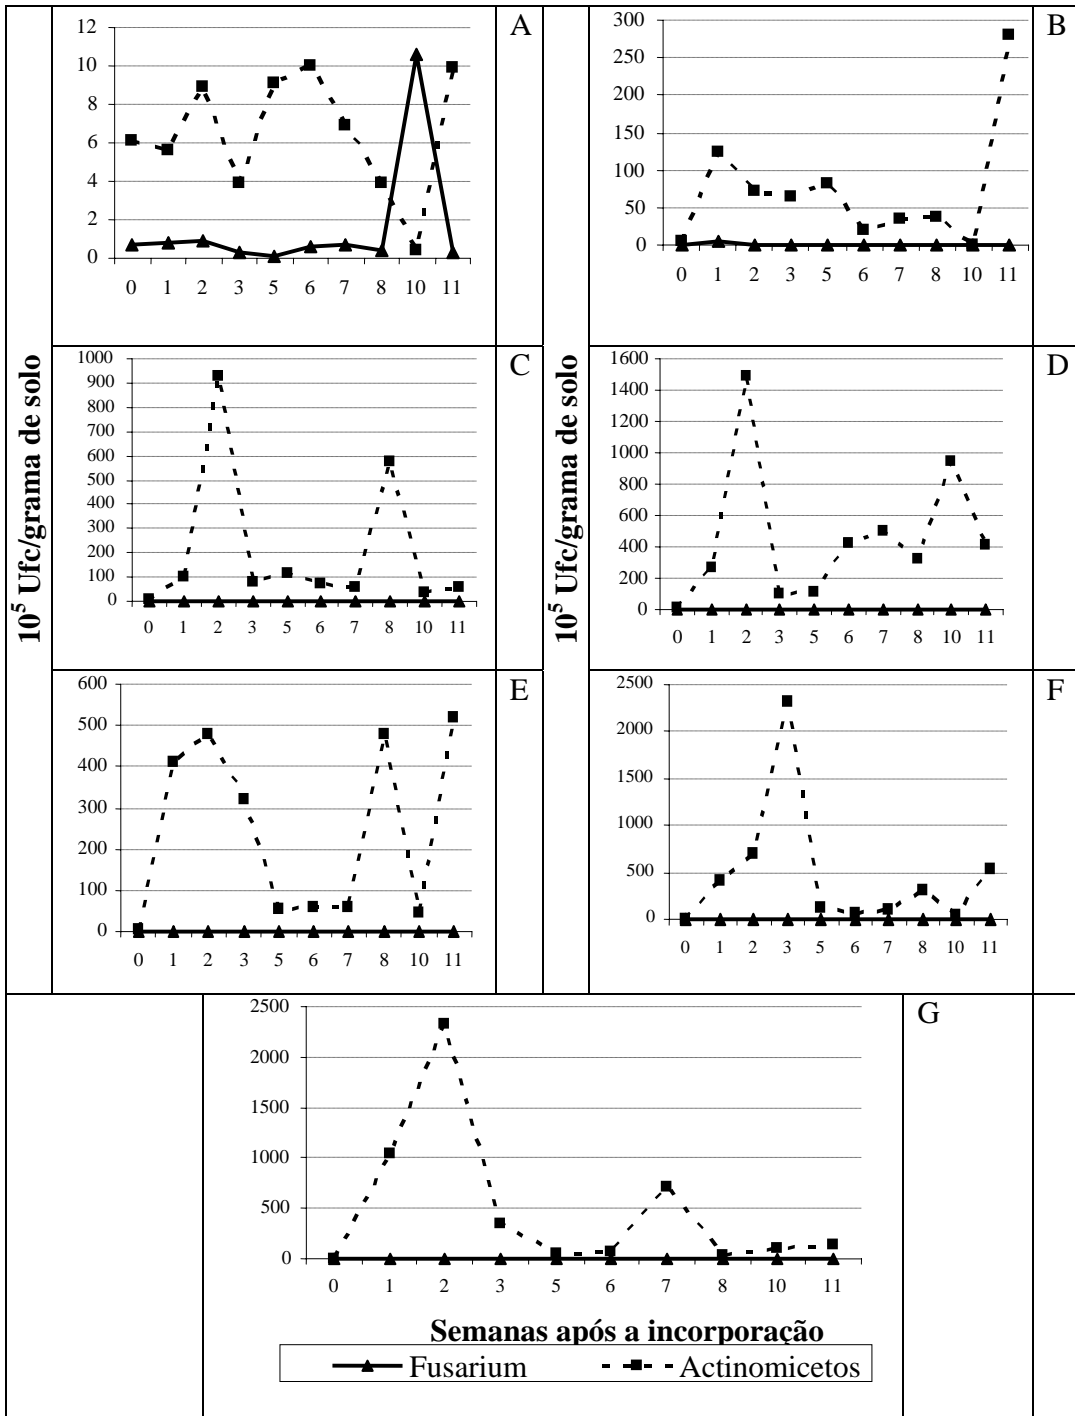 A
12
10
8
6
4
2
0
0 1 2 3 5 6 7 8 10 11
B
300
250
200
150
100
50
0
0 1 2 3 5 6 7 8 10 11
10⁵ Ufc/grama de solo
C
1000
900
800
700
600
500
400
300
200
100
0
0 1 2 3 5 6 7 8 10 11
10⁵ Ufc/grama de solo
D
1600
1400
1200
1000
800
600
400
200
0
0 1 2 3 5 6 7 8 10 11
E
600
500
400
300
200
100
0
0 1 2 3 5 6 7 8 10 11
F
2500
2000
1500
1000
500
0
0 1 2 3 5 6 7 8 10 11
G
2500
2000
1500
1000
500
0
0 1 2 3 5 6 7 8 10 11
Semanas após a incorporação
Fusarium Actinomicetos